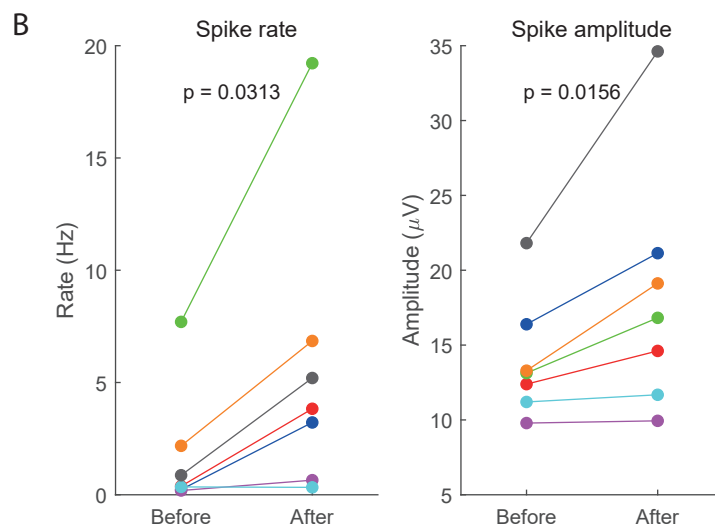 B
Spike rate
p = 0.0313
Rate (Hz)
20
15
10
5
0
Before After
Spike amplitude
p = 0.0156
Amplitude (μV)
35
30
25
20
15
10
5
Before After